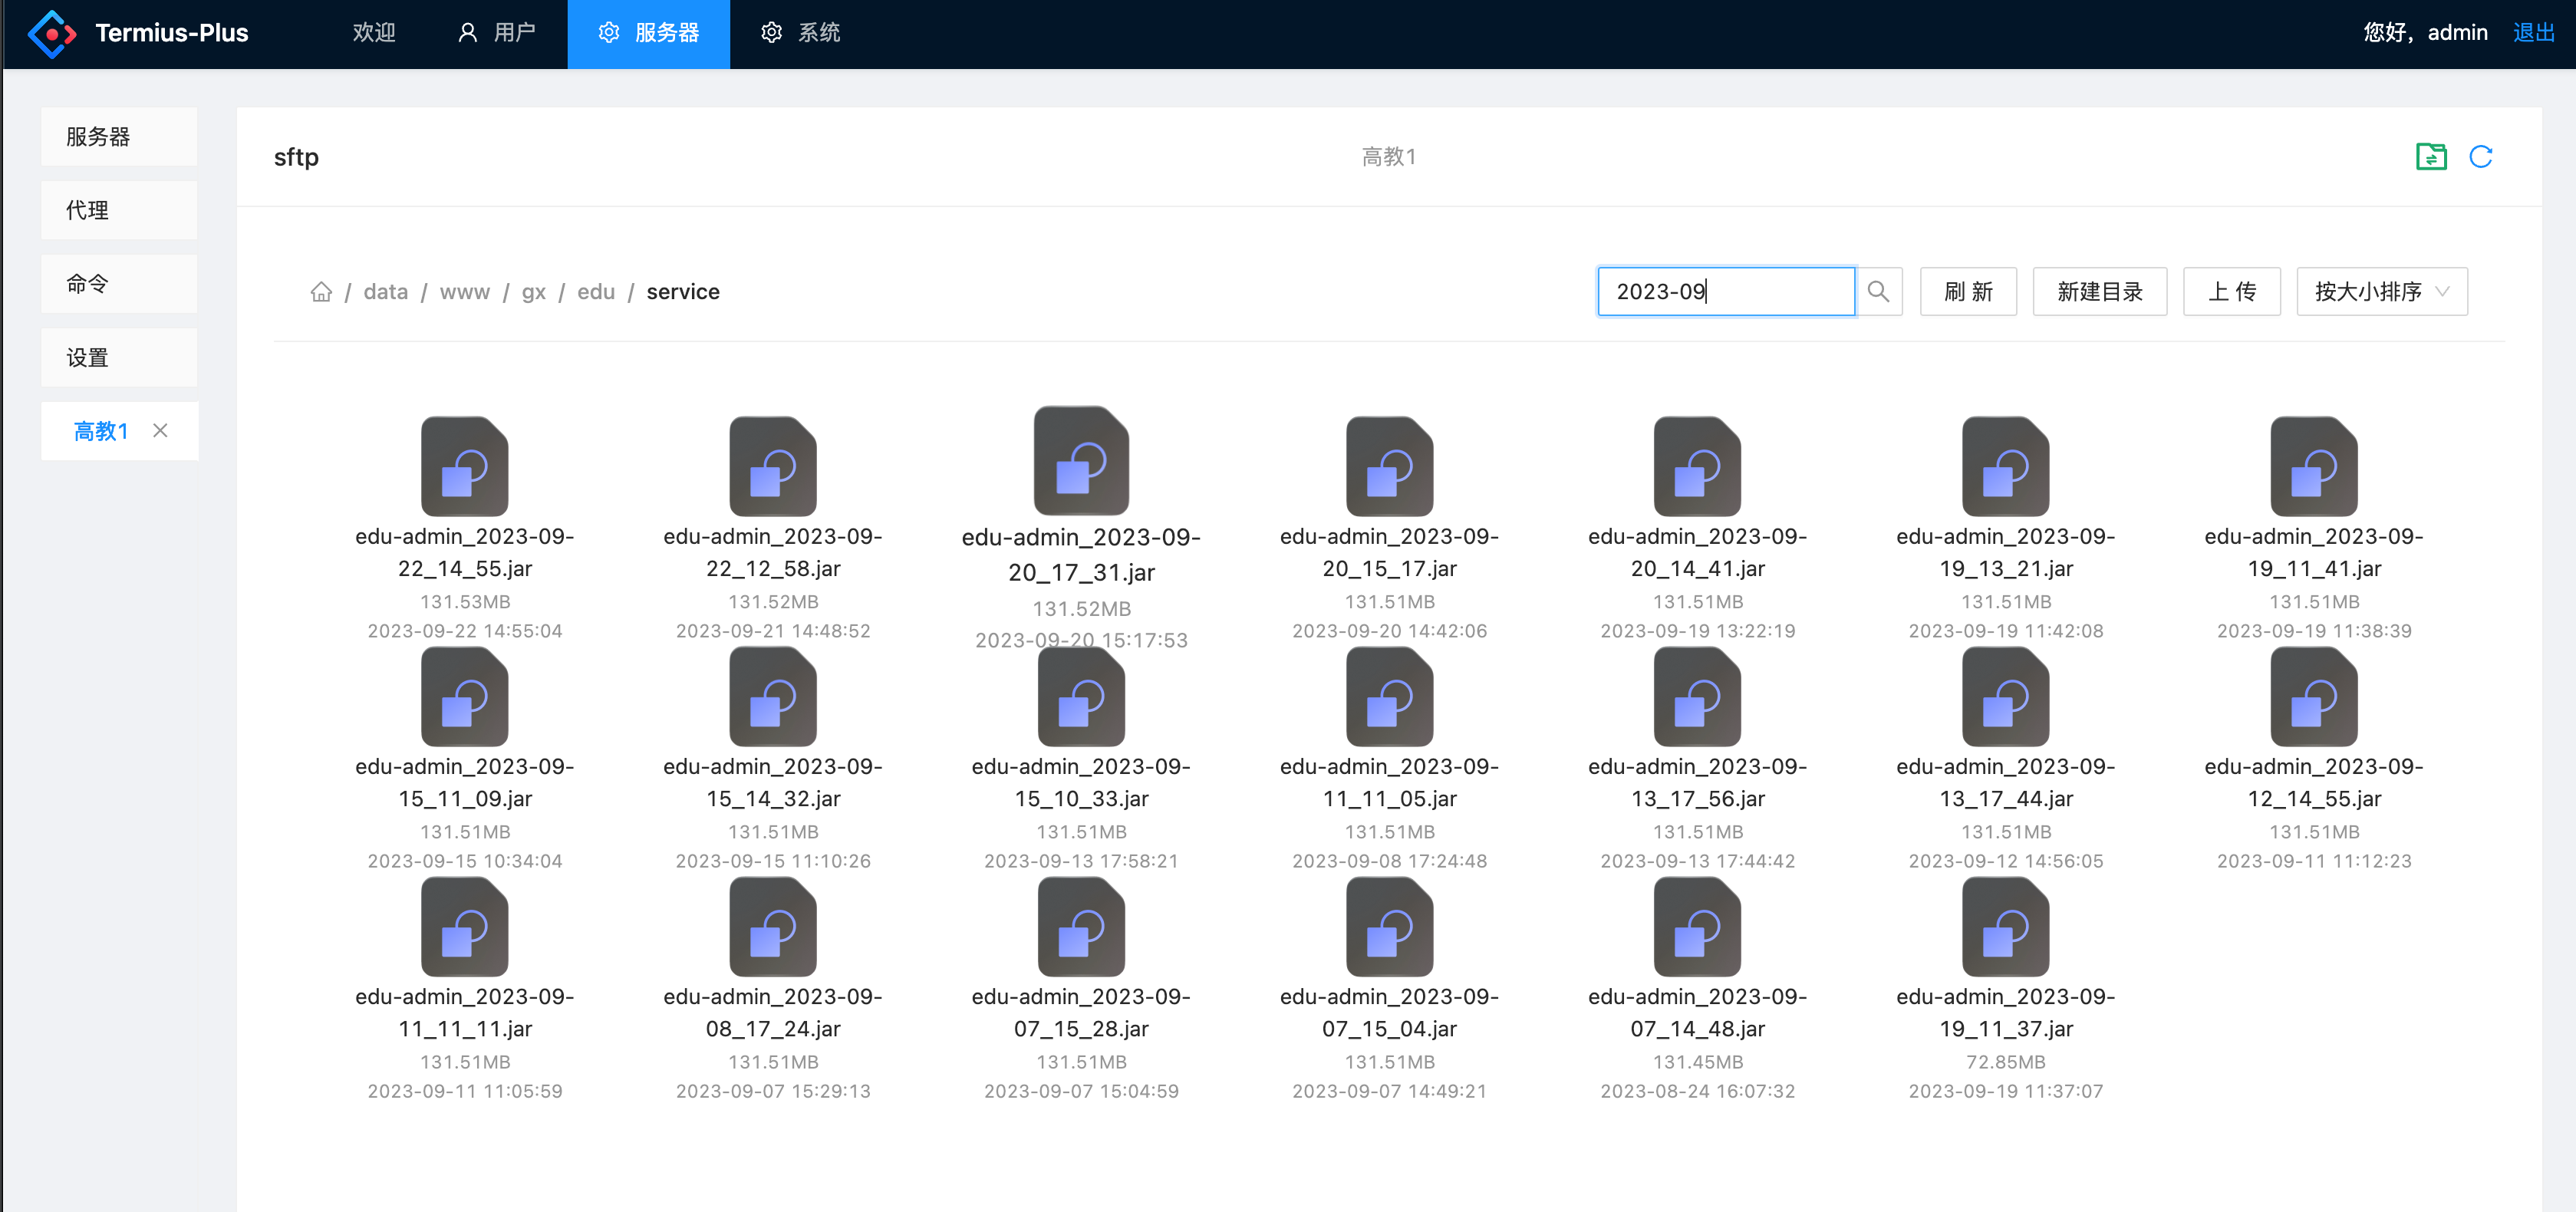 Termius-Plus
欢迎
用户
服务器
系统
您好，admin
退出
服务器
代理
命令
设置
高教1
sftp
高教1
/ data / www / gx / edu / service
2023-09
刷 新
新建目录
上 传
按大小排序
edu-admin_2023-09-
22_14_55.jar
131.53MB
2023-09-22 14:55:04
edu-admin_2023-09-
22_12_58.jar
131.52MB
2023-09-21 14:48:52
edu-admin_2023-09-
20_17_31.jar
131.52MB
2023-09-20 15:17:53
edu-admin_2023-09-
20_15_17.jar
131.51MB
2023-09-20 14:42:06
edu-admin_2023-09-
20_14_41.jar
131.51MB
2023-09-19 13:22:19
edu-admin_2023-09-
19_13_21.jar
131.51MB
2023-09-19 11:42:08
edu-admin_2023-09-
19_11_41.jar
131.51MB
2023-09-19 11:38:39
edu-admin_2023-09-
15_11_09.jar
131.51MB
2023-09-15 10:34:04
edu-admin_2023-09-
15_14_32.jar
131.51MB
2023-09-15 11:10:26
edu-admin_2023-09-
15_10_33.jar
131.51MB
2023-09-13 17:58:21
edu-admin_2023-09-
11_11_05.jar
131.51MB
2023-09-08 17:24:48
edu-admin_2023-09-
13_17_56.jar
131.51MB
2023-09-13 17:44:42
edu-admin_2023-09-
13_17_44.jar
131.51MB
2023-09-12 14:56:05
edu-admin_2023-09-
12_14_55.jar
131.51MB
2023-09-11 11:12:23
edu-admin_2023-09-
11_11_11.jar
131.51MB
2023-09-11 11:05:59
edu-admin_2023-09-
08_17_24.jar
131.51MB
2023-09-07 15:29:13
edu-admin_2023-09-
07_15_28.jar
131.51MB
2023-09-07 15:04:59
edu-admin_2023-09-
07_15_04.jar
131.51MB
2023-09-07 14:49:21
edu-admin_2023-09-
07_14_48.jar
131.45MB
2023-08-24 16:07:32
edu-admin_2023-09-
19_11_37.jar
72.85MB
2023-09-19 11:37:07